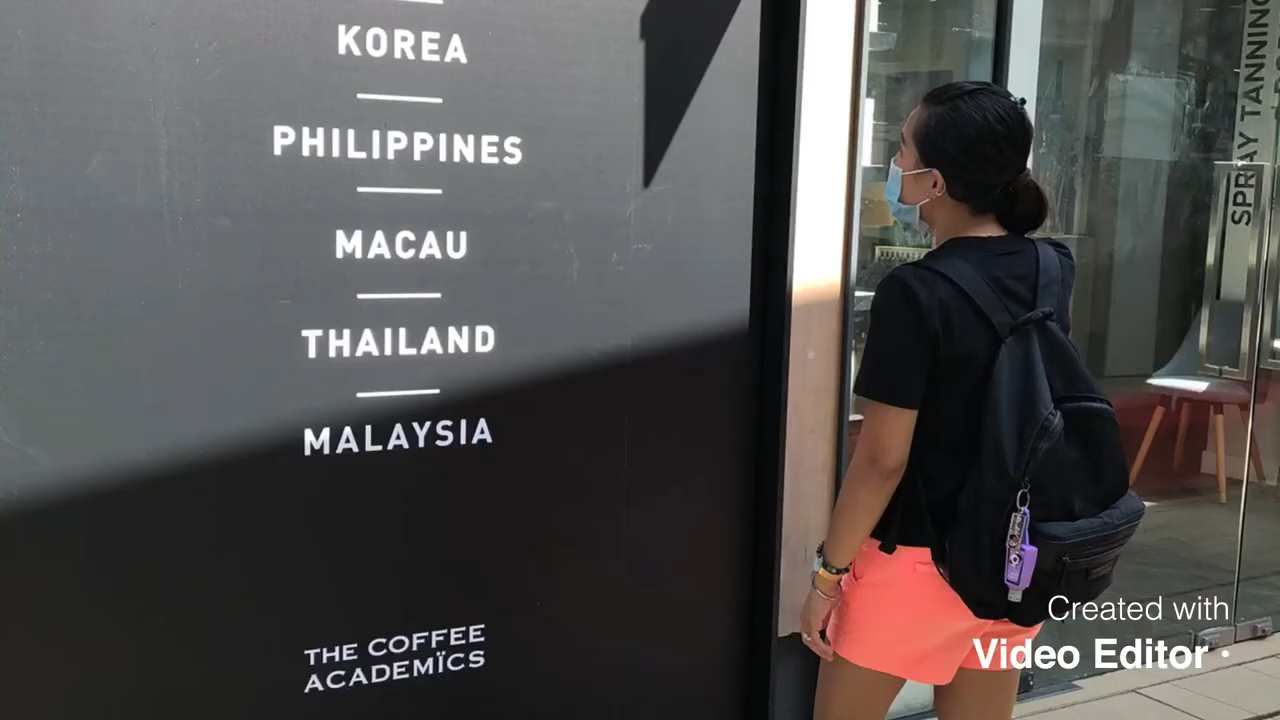 KOREA
PHILIPPINES
MACAU
THAILAND
MALAYSIA
THE COFFEE
ACADEMÏCS
SPRAY TANNING
Created with
Video Editor